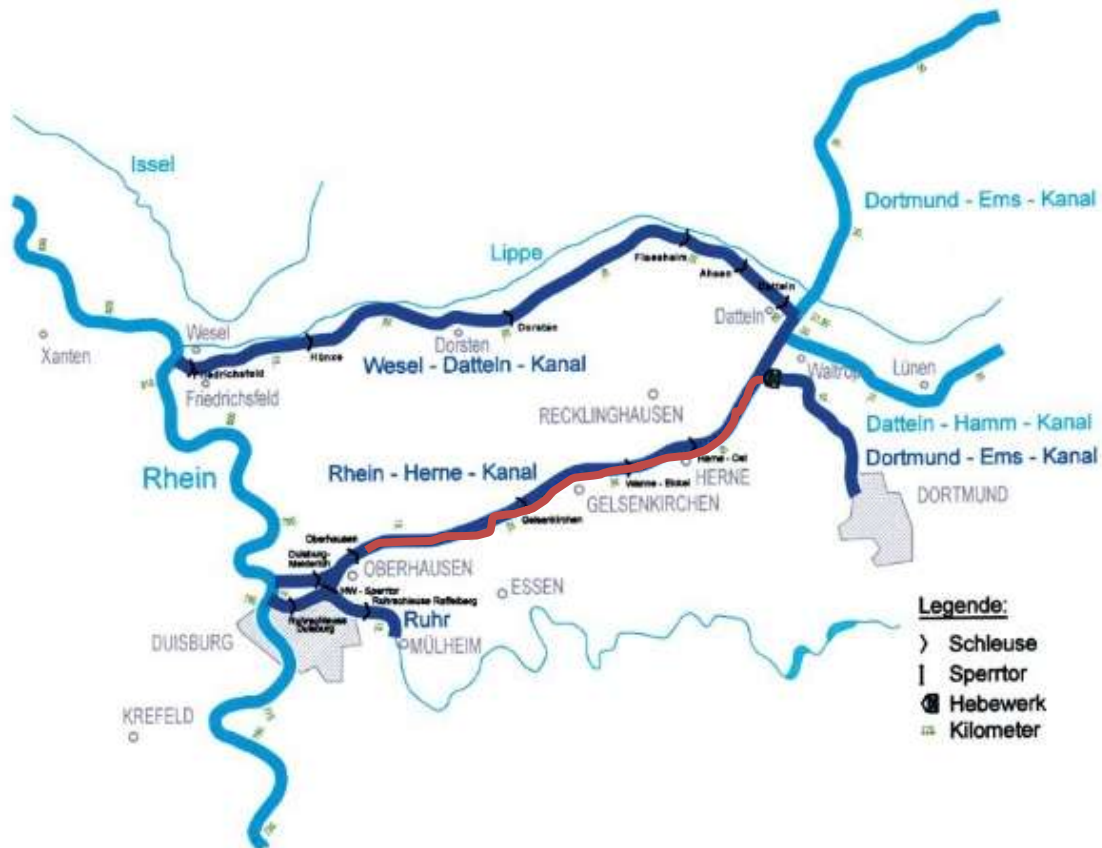 Issel
Dortmund - Ems - Kanal
Lippe
Flaesheim
Ahsen
Datteln
Datteln
Wesel
Xanten
Hünxe
Dorsten
Dorsten
Friedrichsfeld
Friedrichsfeld
Wesel - Datteln - Kanal
Waltrop
Lünen
RECKLINGHAUSEN
Datteln - Hamm - Kanal
Dortmund - Ems - Kanal
Rhein
Rhein - Herne - Kanal
Herne - Ost
HERNE
Wanne - Eickel
GELSENKIRCHEN
DORTMUND
Gelsenkirchen
Oberhausen
Duisburg-
Meiderich
OBERHAUSEN
HW - Sperrtor
ESSEN
Ruhrschleuse Raffelberg
Ruhrschleuse
Duisburg
Ruhr
DUISBURG
MÜLHEIM
KREFELD
Legende:
Schleuse
Sperrtor
Hebewerk
Kilometer